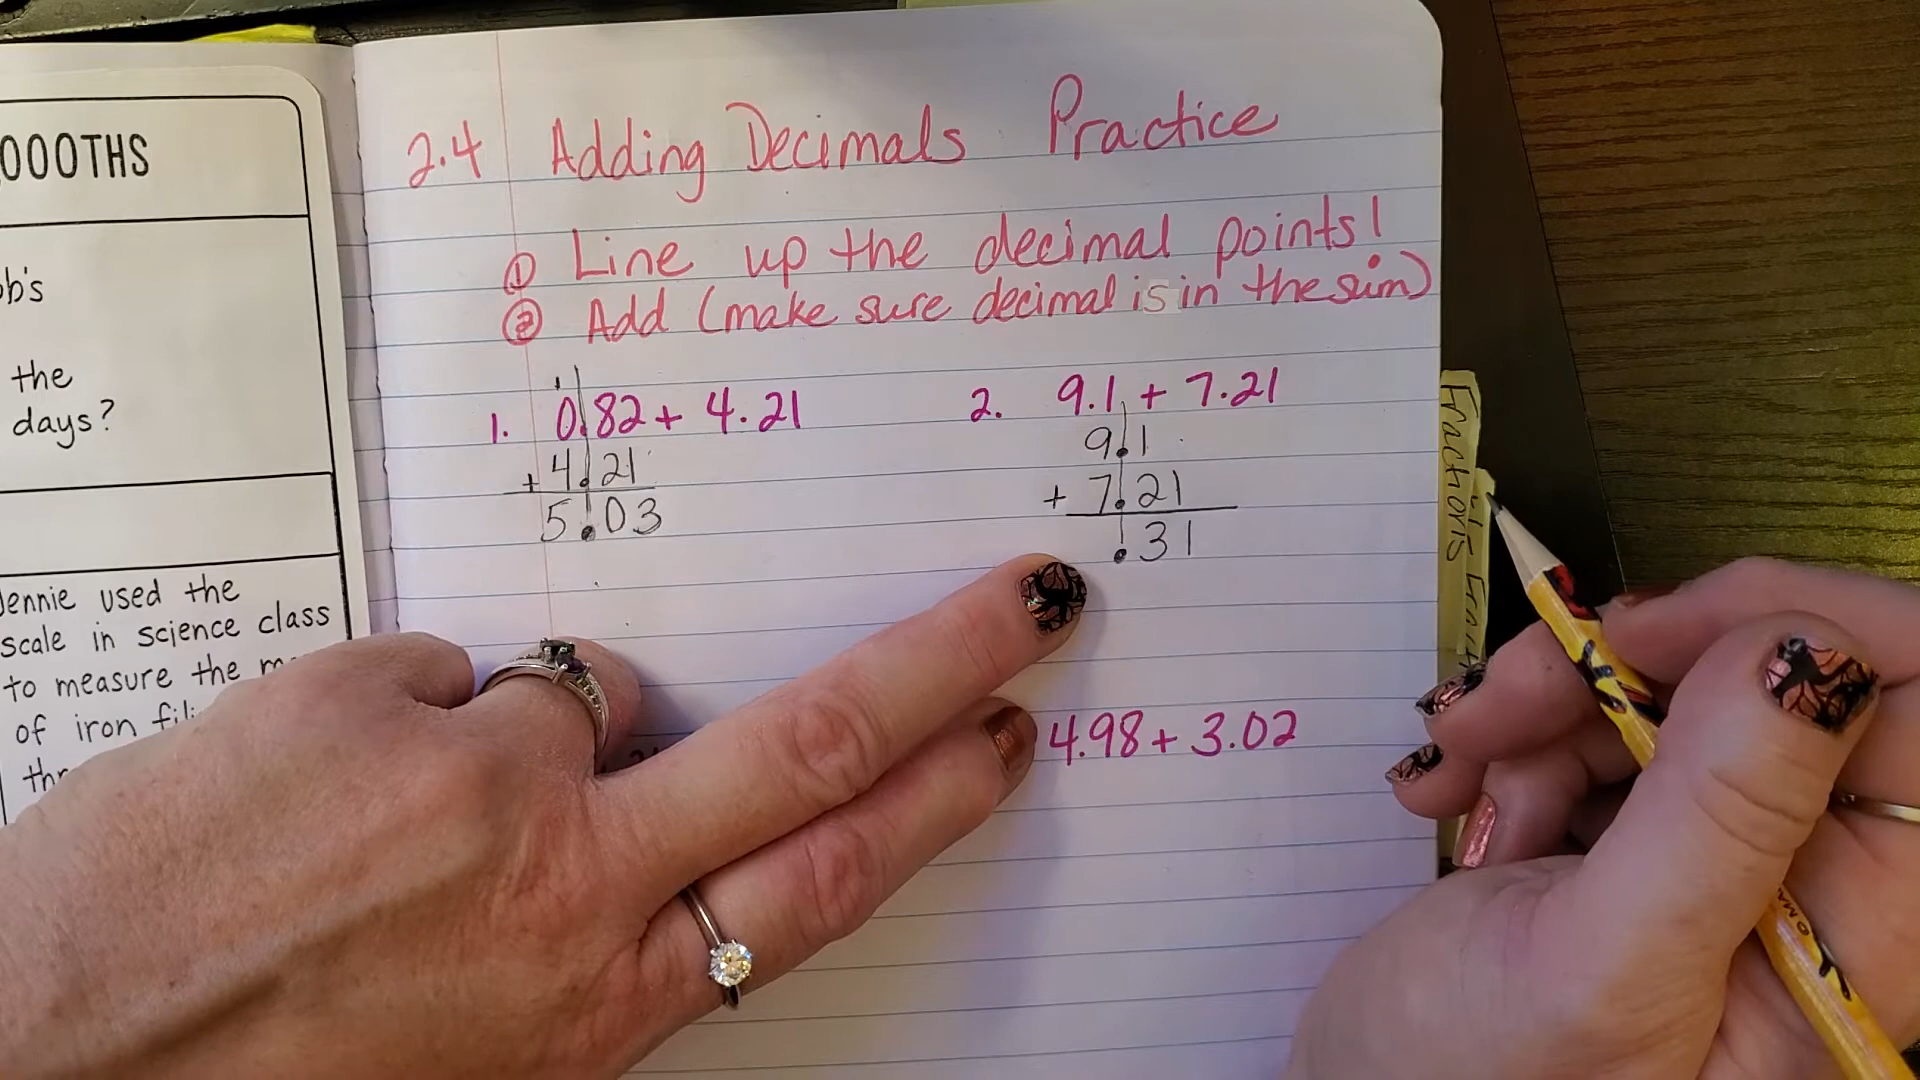 000THS
ob's
the
days?
Jennie used the
scale in science class
to measure the
of iron
2.4 Adding Decimals Practice
① Line up the decimal points!
② Add (make sure decimal is in the sum)
1. 0.82 + 4.21
1
+ 4.21
5.03
2. 9.1 + 7.21
9.1
+ 7.21
.31
4.98 + 3.02
Fractions